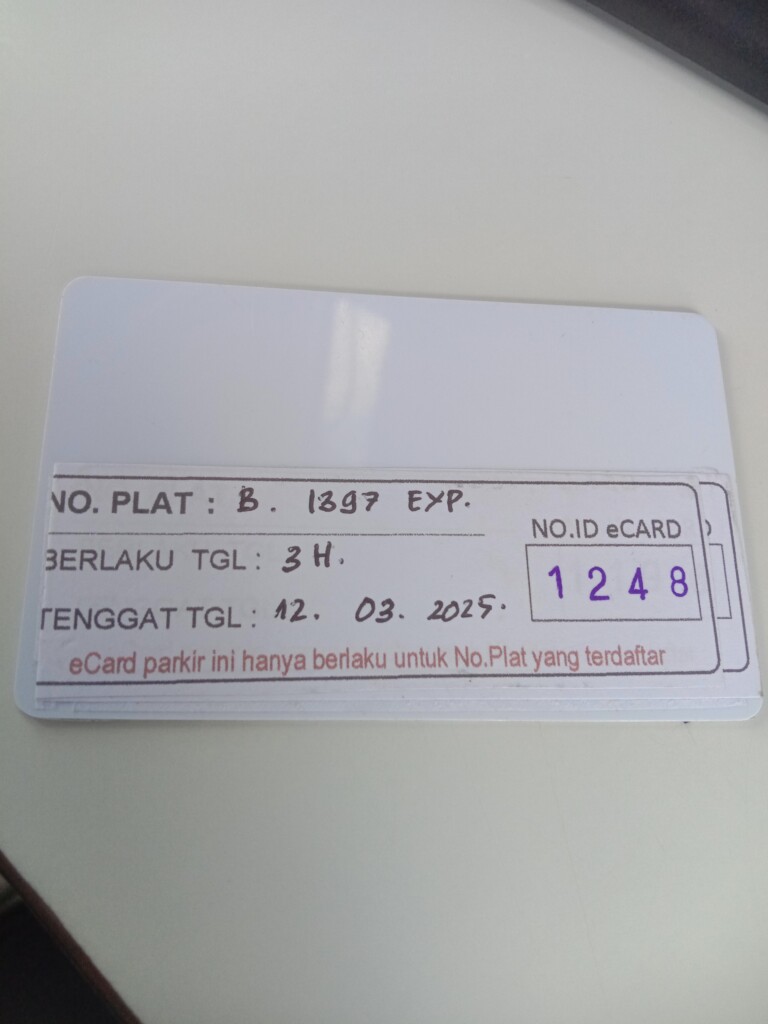 NO. PLAT : B. 1397 EXP.
BERLAKU TGL : 3 H.
TENGGAT TGL : 12. 03. 2025.
NO.ID eCARD
1248
eCard parkir ini hanya berlaku untuk No.Plat yang terdaftar